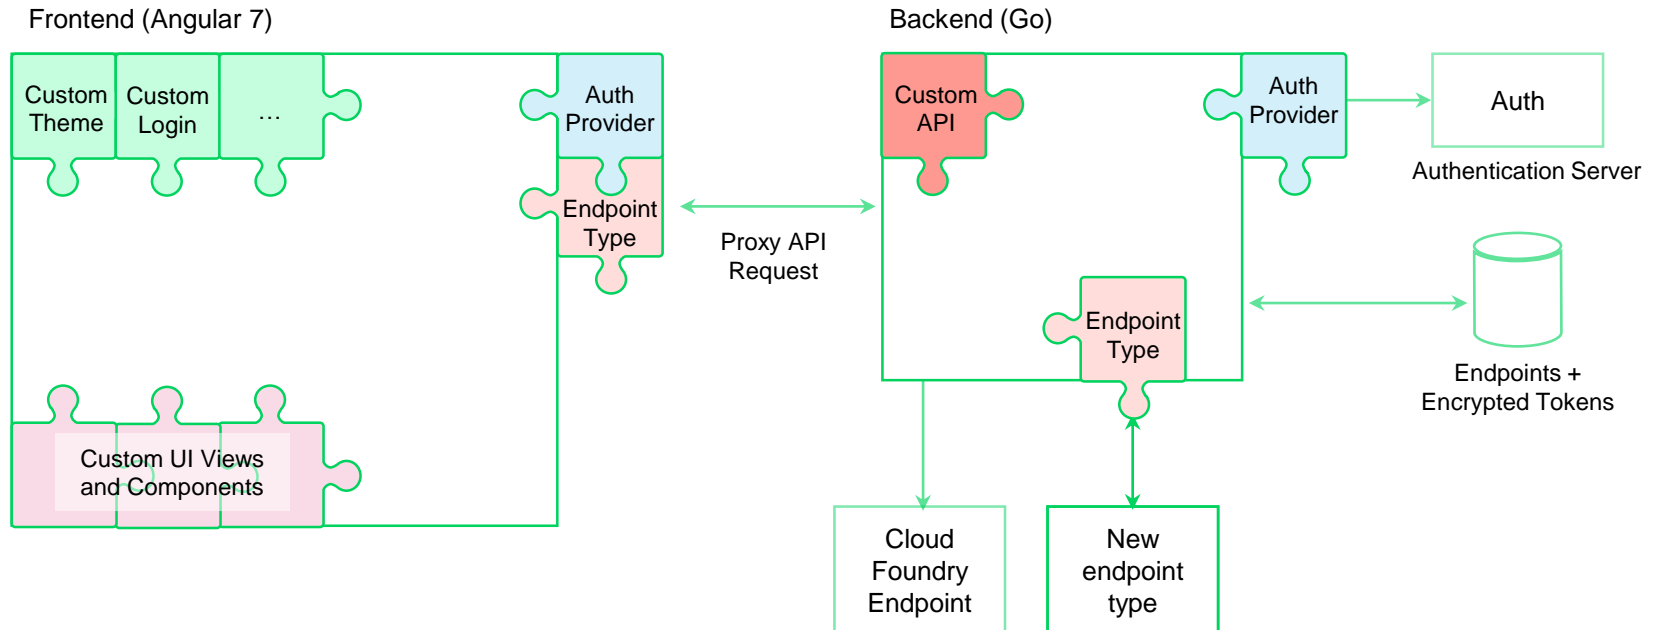 Frontend (Angular 7)
Backend (Go)
Custom
Theme
Custom
Login
...
Auth
Provider
Endpoint
Type
Custom UI Views
and Components
Proxy API
Request
Custom
API
Auth
Provider
Auth
Authentication Server
Endpoint
Type
Endpoints +
Encrypted Tokens
Cloud
Foundry
Endpoint
New
endpoint
type